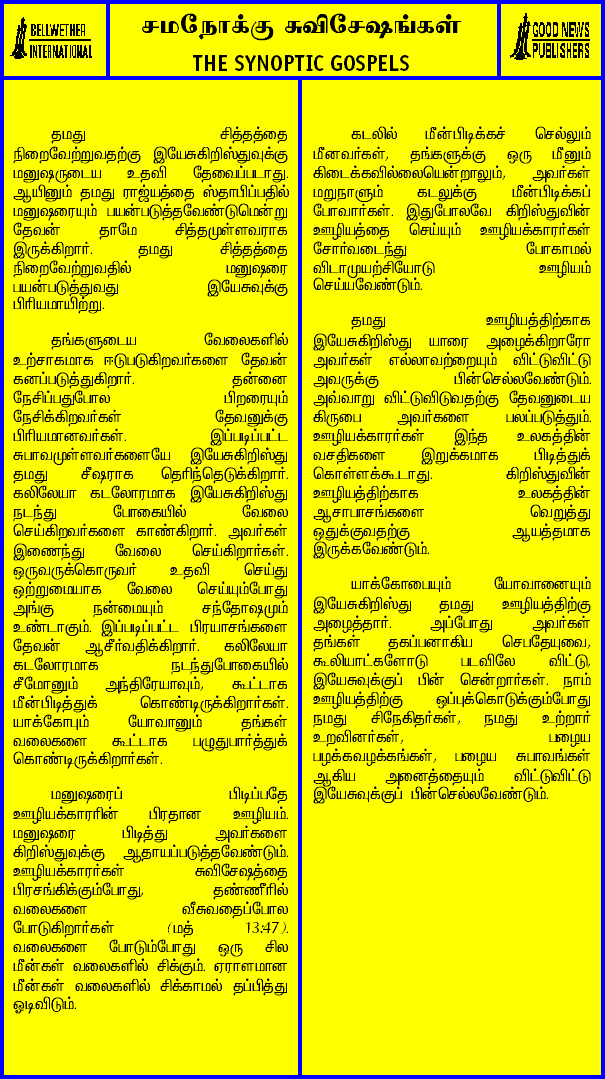 BELLWETHER
INTERNATIONAL
சமநோக்கு சுவிசேஷங்கள்
THE SYNOPTIC GOSPELS
GOOD NEWS
PUBLISHERS
தமது சித்தத்தை
நிறைவேற்றுவதற்கு இயேசுகிறிஸ்துவுக்கு
மனுஷருடைய உதவி தேவைப்படாது.
ஆயினும் தமது ராஜ்யத்தை ஸ்தாபிப்பதில்
மனுஷரையும் பயன்படுத்தவேண்டுமென்று
தேவன் தாமே சித்தமுள்ளவராக
இருக்கிறார். தமது சித்தத்தை
நிறைவேற்றுவதில் மனுஷரை
பயன்படுத்துவது இயேசுவுக்கு
பிரியமாயிற்று.
தங்களுடைய வேலைகளில்
உற்சாகமாக ஈடுபடுகிறவர்களை தேவன்
கனப்படுத்துகிறார். தன்னை
நேசிப்பதுபோல பிறரையும்
நேசிக்கிறவர்கள் தேவனுக்கு
பிரியமானவர்கள். இப்படிப்பட்ட
சுபாவமுள்ளவர்களையே இயேசுகிறிஸ்து
தமது சீஷராக தெரிந்தெடுக்கிறார்.
கலிலேயா கடலோரமாக இயேசுகிறிஸ்து
நடந்து போகையில் வேலை
செய்கிறவர்களை காண்கிறார். அவர்கள்
இணைந்து வேலை செய்கிறார்கள்.
ஒருவருக்கொருவர் உதவி செய்து
ஒற்றுமையாக வேலை செய்யும்போது
அங்கு நன்மையும் சந்தோஷமும்
உண்டாகும். இப்படிப்பட்ட பிரயாசங்களை
தேவன் ஆசீர்வதிக்கிறார். கலிலேயா
கடலோரமாக நடந்துபோகையில்
சீமோனும் அந்திரேயாவும், கூட்டாக
மீன்பிடித்துக் கொண்டிருக்கிறார்கள்.
யாக்கோபும் யோவானும் தங்கள்
வலைகளை கூட்டாக பழுதுபார்த்துக்
கொண்டிருக்கிறார்கள்.
மனுஷரைப் பிடிப்பதே
ஊழியக்காரரின் பிரதான ஊழியம்.
மனுஷரை பிடித்து அவர்களை
கிறிஸ்துவுக்கு ஆதாயப்படுத்தவேண்டும்.
ஊழியக்காரர்கள் சுவிசேஷத்தை
பிரசங்கிக்கும்போது, தண்ணீரில்
வலைகளை வீசுவதைப்போல
போடுகிறார்கள் (மத் 13:47).
வலைகளை போடும்போது ஒரு சில
மீன்கள் வலைகளில் சிக்கும். ஏராளமான
மீன்கள் வலைகளில் சிக்காமல் தப்பித்து
ஓடிவிடும்.
கடலில் மீன்பிடிக்கச் செல்லும்
மீனவர்கள், தங்களுக்கு ஒரு மீனும்
கிடைக்கவில்லையென்றாலும், அவர்கள்
மறுநாளும் கடலுக்கு மீன்பிடிக்கப்
போவார்கள். இதுபோலவே கிறிஸ்துவின்
ஊழியத்தை செய்யும் ஊழியக்காரர்கள்
சோர்வடைந்து போகாமல்
விடாமுயற்சியோடு ஊழியம்
செய்யவேண்டும்.
தமது ஊழியத்திற்காக
இயேசுகிறிஸ்து யாரை அழைக்கிறாரோ
அவர்கள் எல்லாவற்றையும் விட்டுவிட்டு
அவருக்கு பின்செல்லவேண்டும்.
அவ்வாறு விட்டுவிடுவதற்கு தேவனுடைய
கிருபை அவர்களை பலப்படுத்தும்.
ஊழியக்காரர்கள் இந்த உலகத்தின்
வசதிகளை இறுக்கமாக பிடித்துக்
கொள்ளக்கூடாது. கிறிஸ்துவின்
ஊழியத்திற்காக உலகத்தின்
ஆசாபாசங்களை வெறுத்து
ஒதுக்குவதற்கு ஆயத்தமாக
இருக்கவேண்டும்.
யாக்கோபையும் யோவானையும்
இயேசுகிறிஸ்து தமது ஊழியத்திற்கு
அழைத்தார். அப்போது அவர்கள்
தங்கள் தகப்பனாகிய செபதேயுவை,
கூலியாட்களோடு படவிலே விட்டு,
இயேசுவுக்குப் பின் சென்றார்கள். நாம்
ஊழியத்திற்கு ஒப்புக்கொடுக்கும்போது
நமது சிநேகிதர்கள், நமது உற்றார்
உறவினர்கள், பழைய
பழக்கவழக்கங்கள், பழைய சுபாவங்கள்
ஆகிய அனைத்தையும் விட்டுவிட்டு
இயேசுவுக்குப் பின்செல்லவேண்டும்.